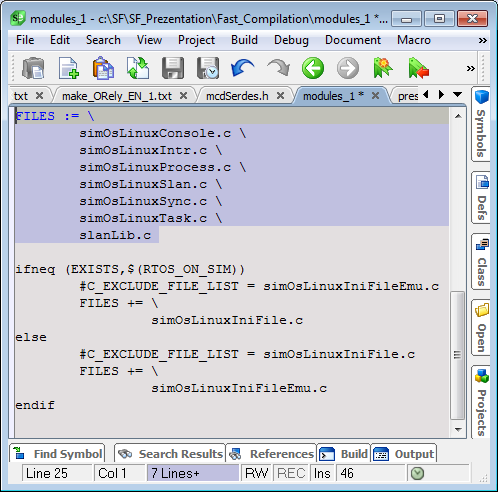 modules_1 - c:\SF\SF_Prezentation\Fast_Compilation\modules_1 *...
File Edit Search View Project Build Debug Document Macro »
txt make_ORely_EN_1.txt mcdSerdes.h modules_1 * pres
FILES := \
simOsLinuxConsole.c \
simOsLinuxIntr.c \
simOsLinuxProcess.c \
simOsLinuxSlan.c \
simOsLinuxSync.c \
simOsLinuxTask.c \
slanLib.c
ifneq (EXISTS,$(RTOS_ON_SIM))
#C_EXCLUDE_FILE_LIST = simOsLinuxIniFileEmu.c
FILES += \
simOsLinuxIniFile.c
else
#C_EXCLUDE_FILE_LIST = simOsLinuxIniFile.c
FILES += \
simOsLinuxIniFileEmu.c
endif
Symbols
Defs
Class
Open
Projects
Find Symbol Search Results References Build Output
Line 25 Col 1 7 Lines+ RW REC Ins 46